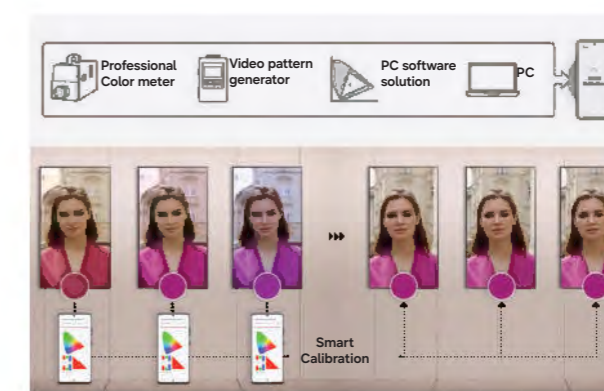 Professional
Color meter
Video pattern
generator
PC software
solution
PC
Smart
Calibration